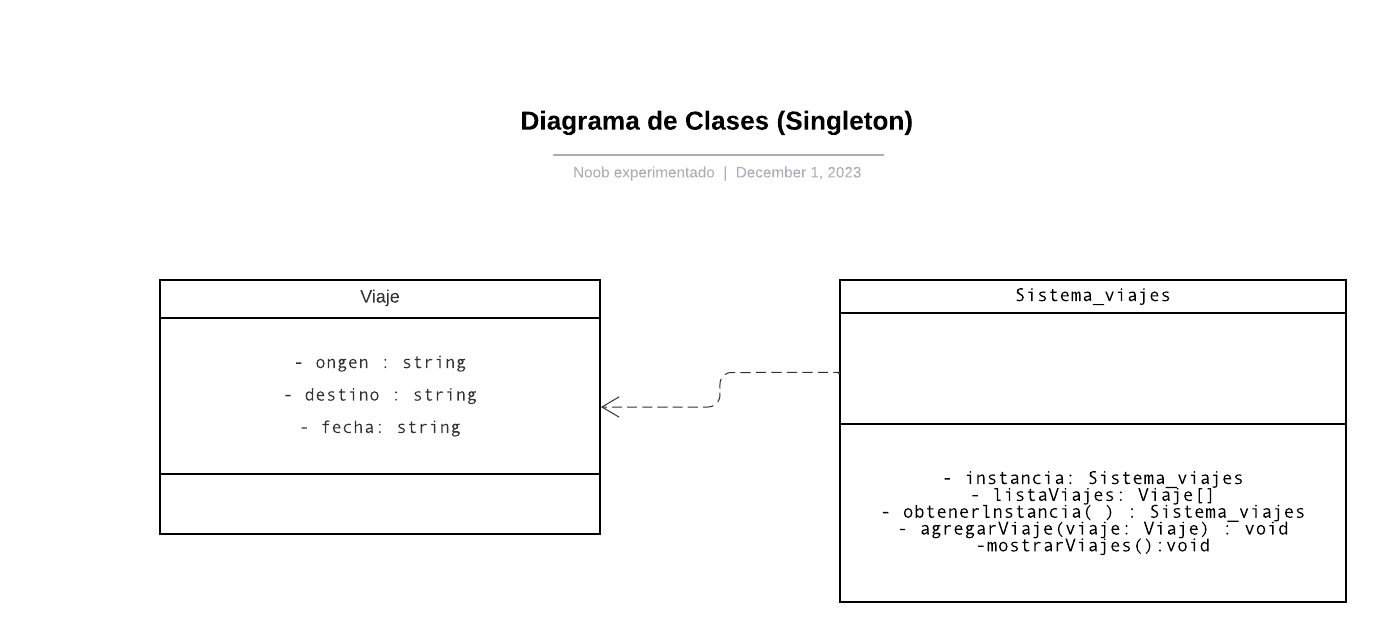 Diagrama de Clases (Singleton)
Noob experimentado | December 1, 2023
Viaje
- ongen : string
- destino : string
- fecha: string
Sistema_viajes
- instancia: Sistema_viajes
- listaViajes: Viaje[]
- obtenerlnstancia( ) : Sistema_viajes
- agregarViaje(viaje: Viaje) : void
-mostrarViajes():void